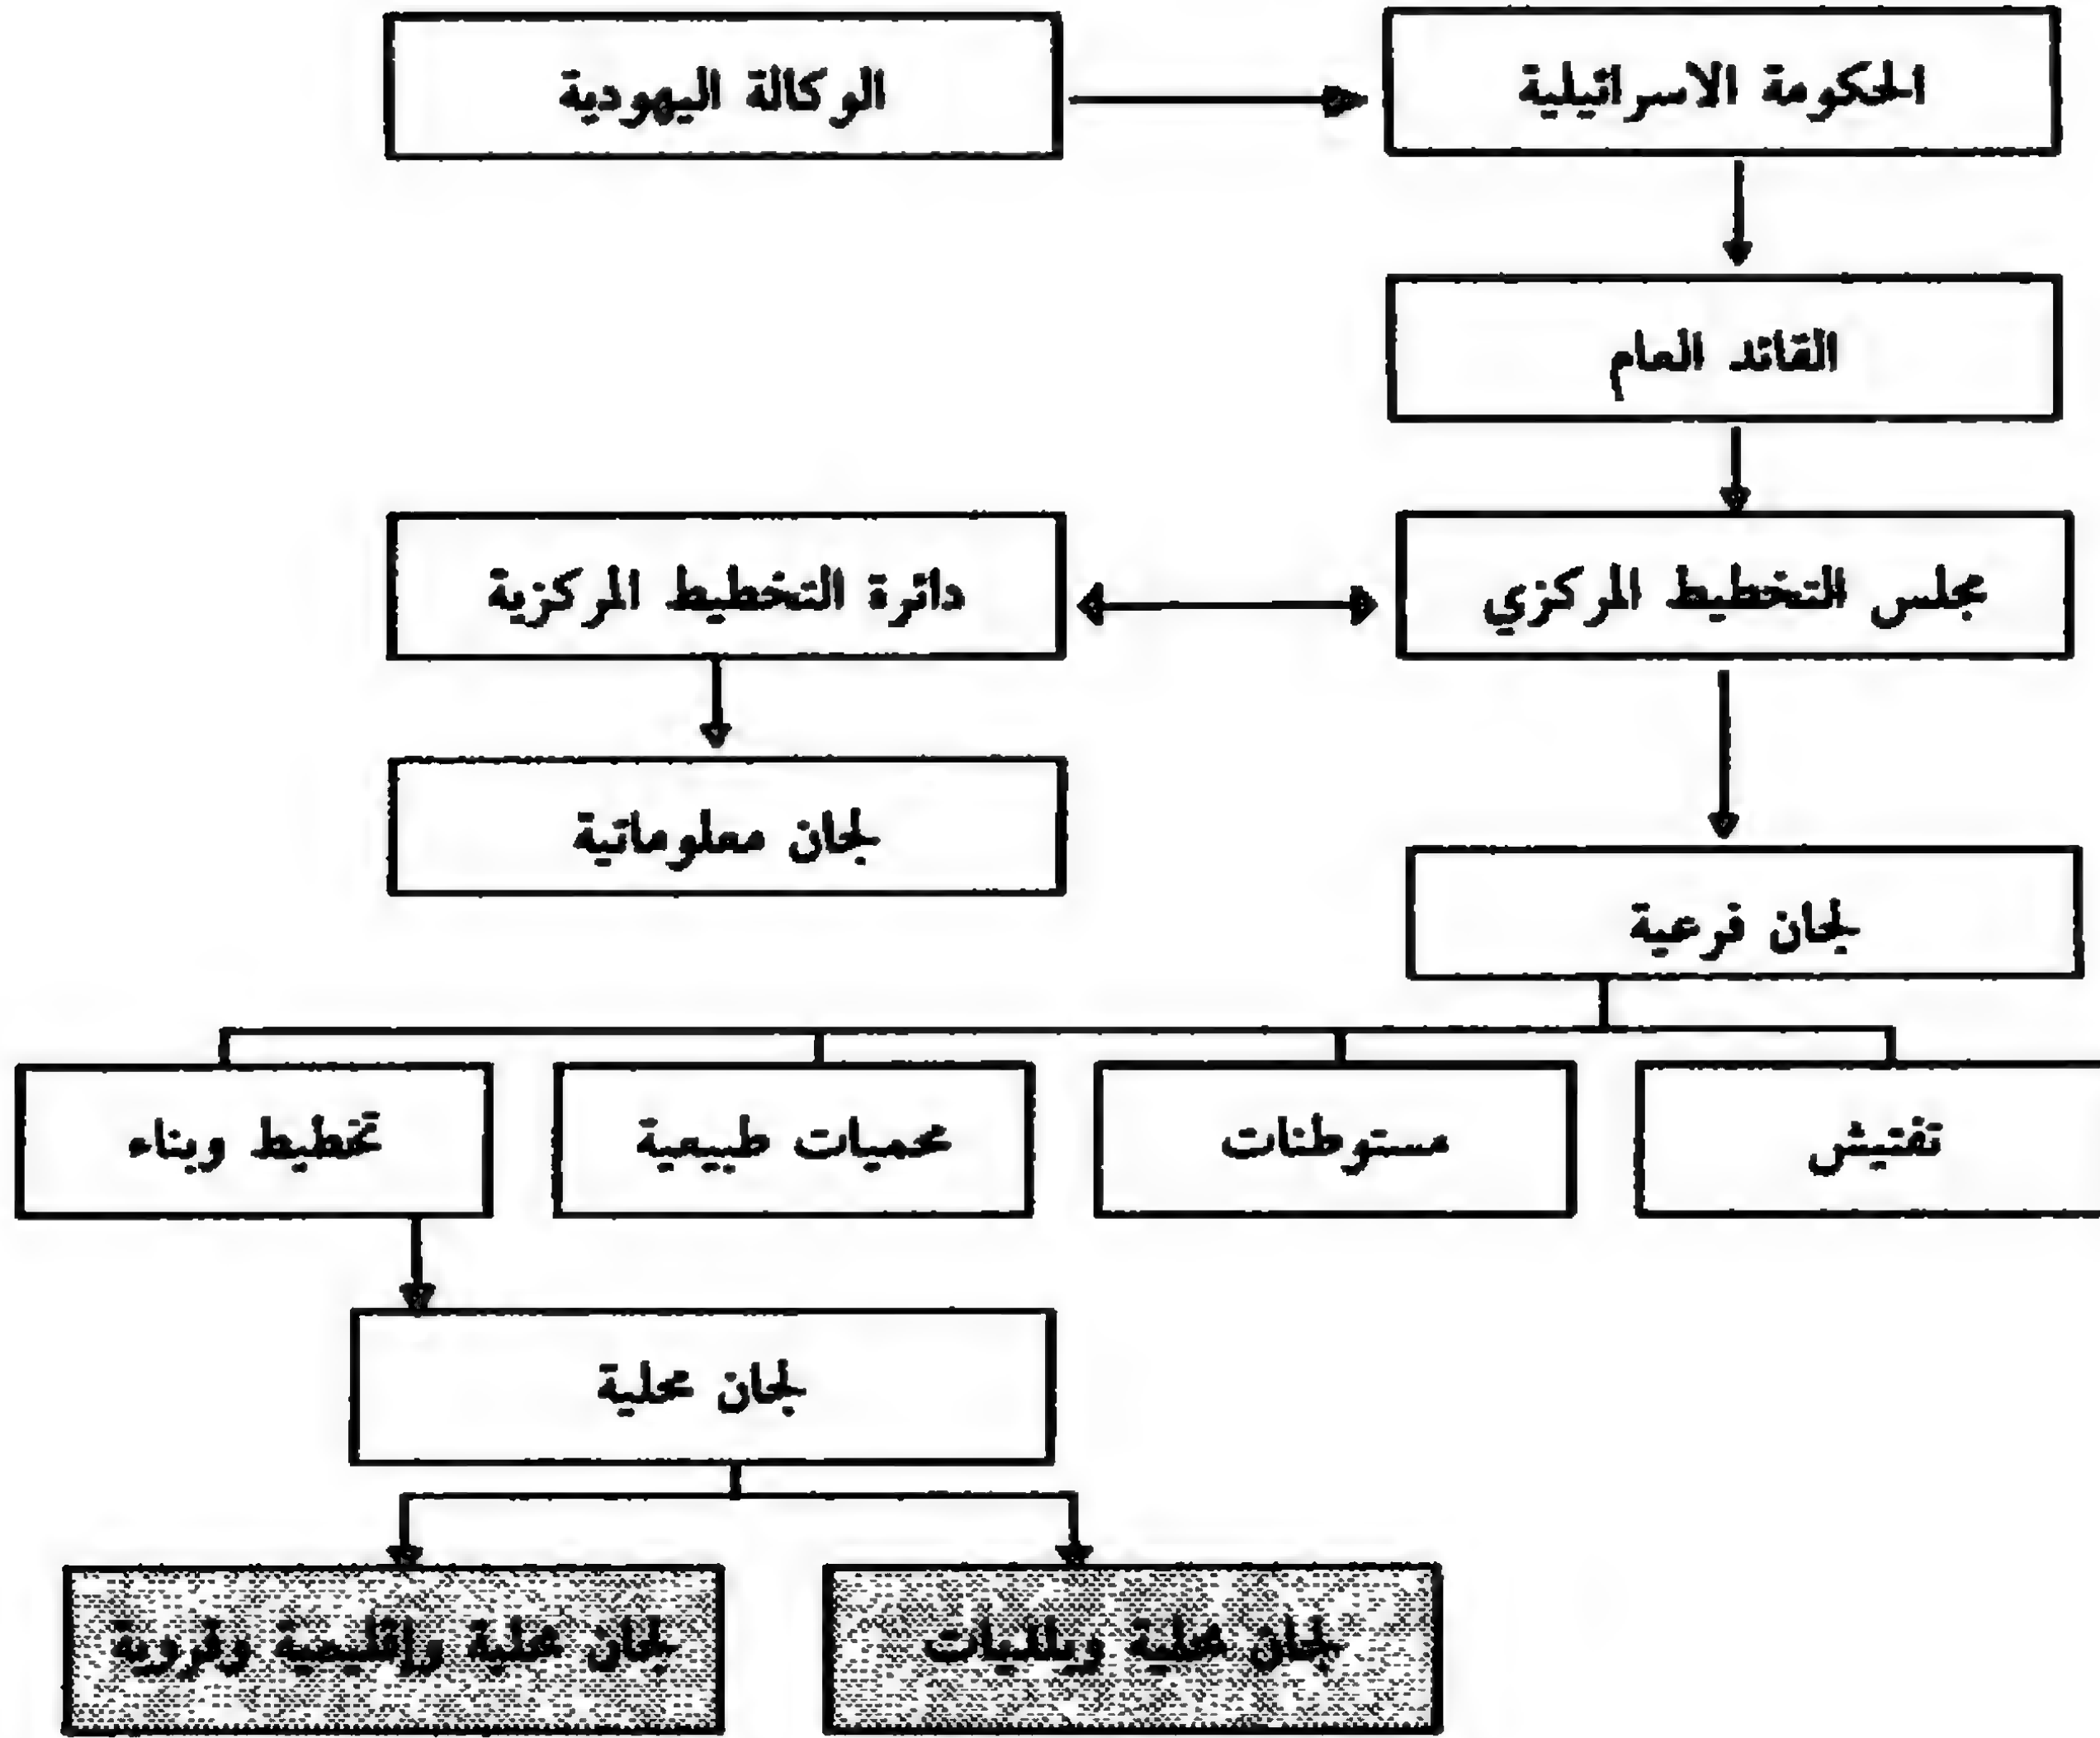 الحكومة الاسرائيلية
الوكالة اليهودية
القائد العام
مجلس التخطيط المركزي
دائرة التخطيط المركزية
لجان معلوماتية
لجان فرعية
تفتيش
مستوطنات
محميات طبيعية
تخطيط وبناء
لجان محلية
لجان محلية وبلديات
لجان محلية وإقليمية وقروية